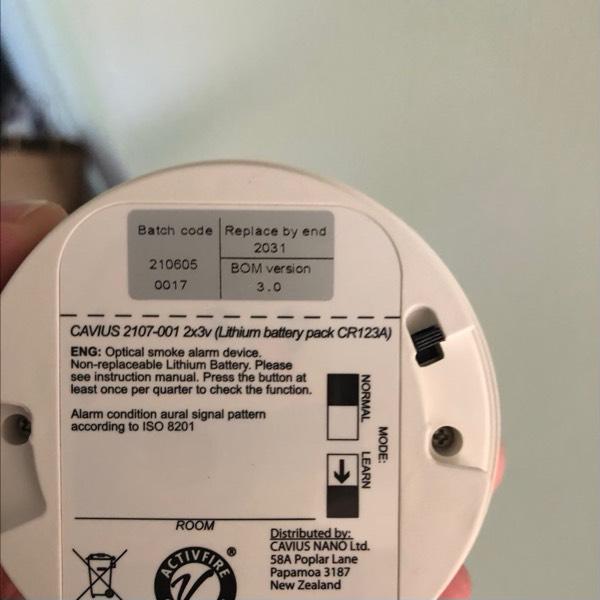 Batch code
210605
0017
Replace by end
2031
BOM version
3.0
CAVIUS 2107-001 2x3v (Lithium battery pack CR123A)
ENG: Optical smoke alarm device.
Non-replaceable Lithium Battery. Please
see instruction manual. Press the button at
least once per quarter to check the function.
Alarm condition aural signal pattern
according to ISO 8201
NORMAL
MODE:
LEARN
ROOM
ACTIVFIRE ®
Distributed by:
CAVIUS NANO Ltd.
58A Poplar Lane
Papamoa 3187
New Zealand